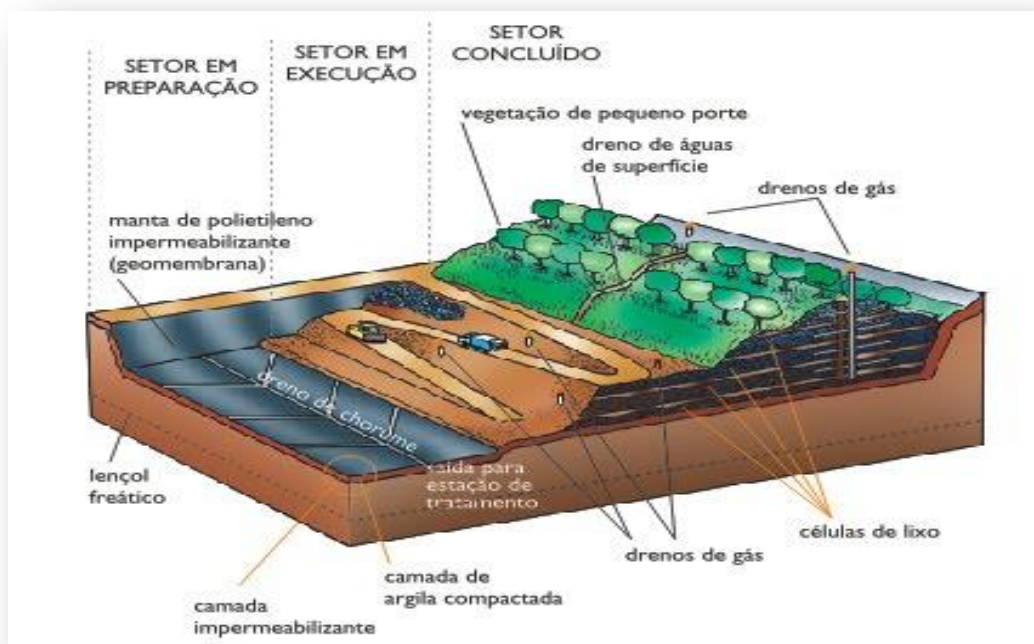 SETOR EM
PREPARAÇÃO
SETOR EM
EXECUÇÃO
SETOR
CONCLUÍDO
vegetação de pequeno porte
dreno de águas
de superfície
drenos de gás
manta de polietileno
impermeabilizante
(geomembrana)
dreno de chorume
lençol
freático
saída para
estação de
tratamento
células de lixo
drenos de gás
camada de
argila compactada
camada
impermeabilizante